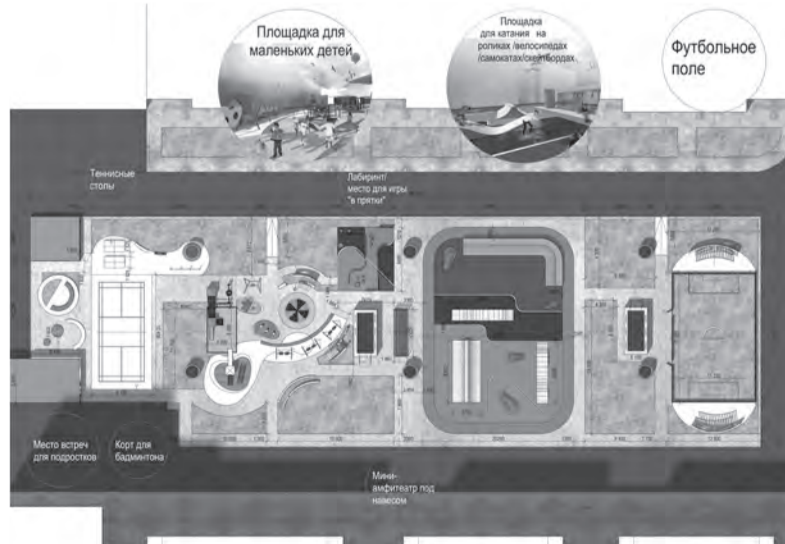 Площадка для
маленьких детей
Площадка
для катания на
роликах /велосипедах
/самокатах/скейтбордах
Футбольное
поле
Теннисные
столы
Лабиринт/
место для игры
"в прятки"
Место встреч
для подростков
Корт для
бадминтона
Мини-
амфитеатр под
навесом